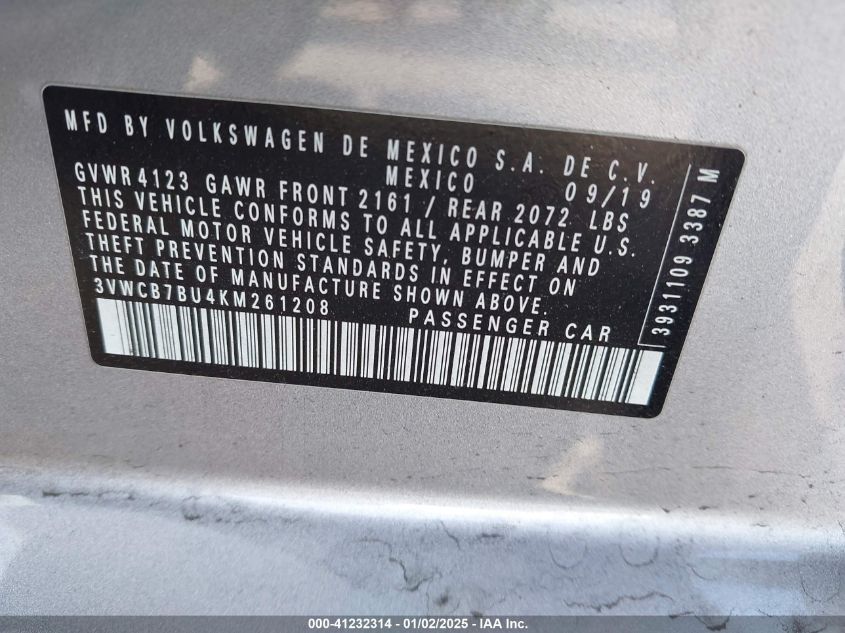 MFD BY VOLKSWAGEN DE MEXICO S.A. DE C.V.
MEXICO 09/19
GVWR 4123 GAWR FRONT 2161 / REAR 2072 LBS
THIS VEHICLE CONFORMS TO ALL APPLICABLE U.S.
FEDERAL MOTOR VEHICLE SAFETY, BUMPER AND
THEFT PREVENTION STANDARDS IN EFFECT ON
THE DATE OF MANUFACTURE SHOWN ABOVE.
3VWCB7BU4KM261208 PASSENGER CAR
3931109 3387 M
000-41232314 - 01/02/2025 - IAA Inc.